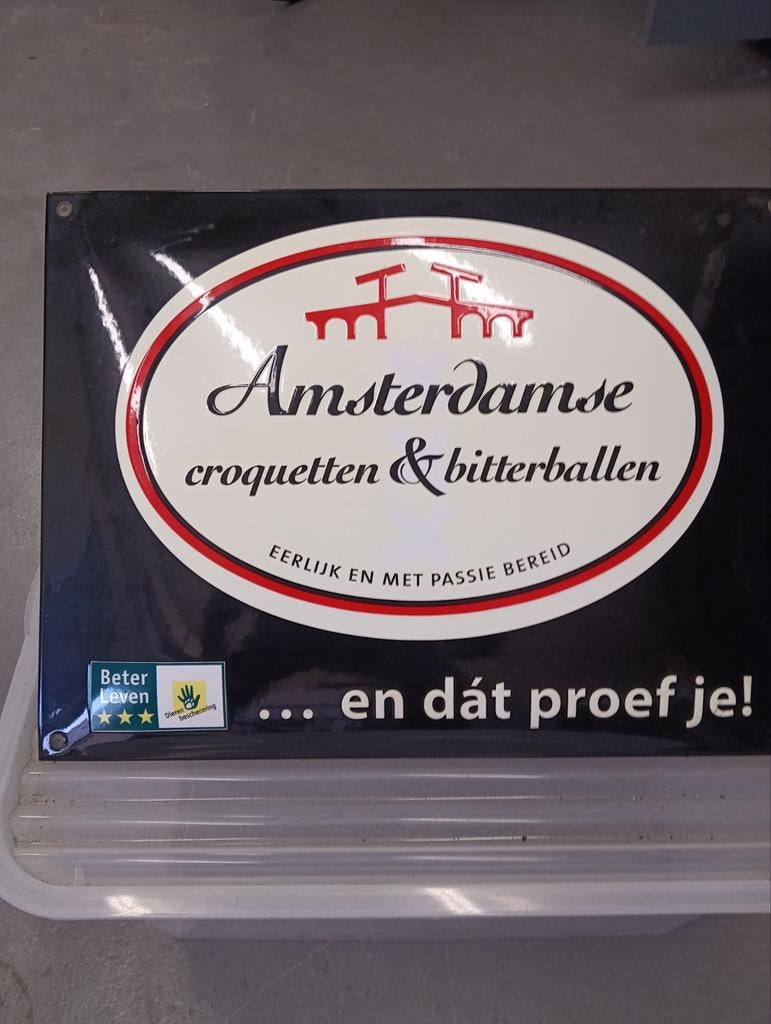 Amsterdamse
croquetten & bitterballen
EERLIJK EN MET PASSIE BEREID
Beter
Leven
Dieren
bescherming
... en dát proef je!